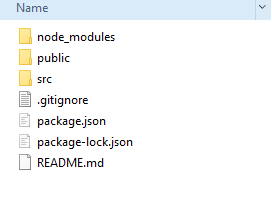 Name
node_modules
public
src
.gitignore
package.json
package-lock.json
README.md